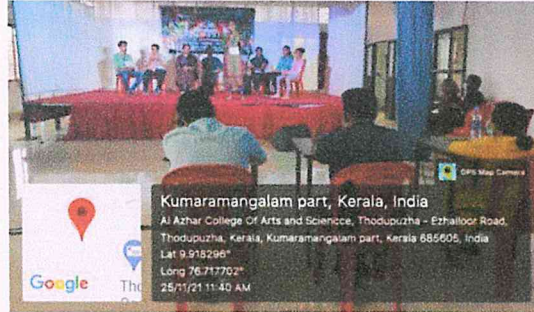 GPS Map Camera
Kumaramangalam part, Kerala, India
Al Azhar College Of Arts and Sciencce, Thodupuzha - Ezhalloor Road,
Thodupuzha, Kerala, Kumaramangalam part, Kerala 685605, India
Lat 9.918296°
Long 76.717702°
25/11/21 11:40 AM
Google